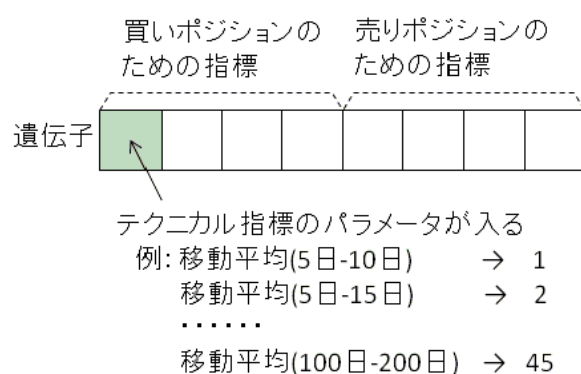 買いポジションの
ための指標
売りポジションの
ための指標
遺伝子
テクニカル指標のパラメータが入る
例: 移動平均(5日-10日) → 1
移動平均(5日-15日) → 2
・・・・・・
移動平均(100日-200日) → 45